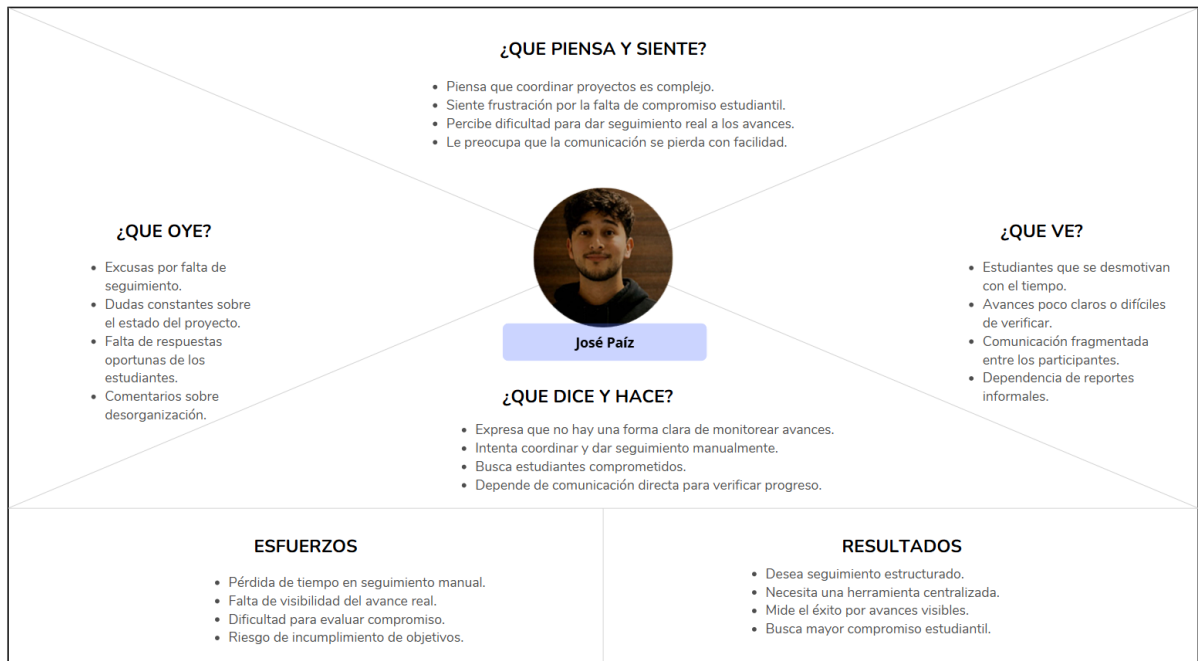 ¿QUE PIENSA Y SIENTE?
Piensa que coordinar proyectos es complejo.
Siente frustración por la falta de compromiso estudiantil.
Percibe dificultad para dar seguimiento real a los avances.
Le preocupa que la comunicación se pierda con facilidad.
¿QUE OYE?
Excusas por falta de
seguimiento.
Dudas constantes sobre
el estado del proyecto.
Falta de respuestas
oportunas de los
estudiantes.
Comentarios sobre
desorganización.
¿QUE VE?
Estudiantes que se desmotivan
con el tiempo.
Avances poco claros o difíciles
de verificar.
Comunicación fragmentada
entre los participantes.
Dependencia de reportes
informales.
José Paíz
¿QUE DICE Y HACE?
Expresa que no hay una forma clara de monitorear avances.
Intenta coordinar y dar seguimiento manualmente.
Busca estudiantes comprometidos.
Depende de comunicación directa para verificar progreso.
ESFUERZOS
Pérdida de tiempo en seguimiento manual.
Falta de visibilidad del avance real.
Dificultad para evaluar compromiso.
Riesgo de incumplimiento de objetivos.
RESULTADOS
Desea seguimiento estructurado.
Necesita una herramienta centralizada.
Mide el éxito por avances visibles.
Busca mayor compromiso estudiantil.